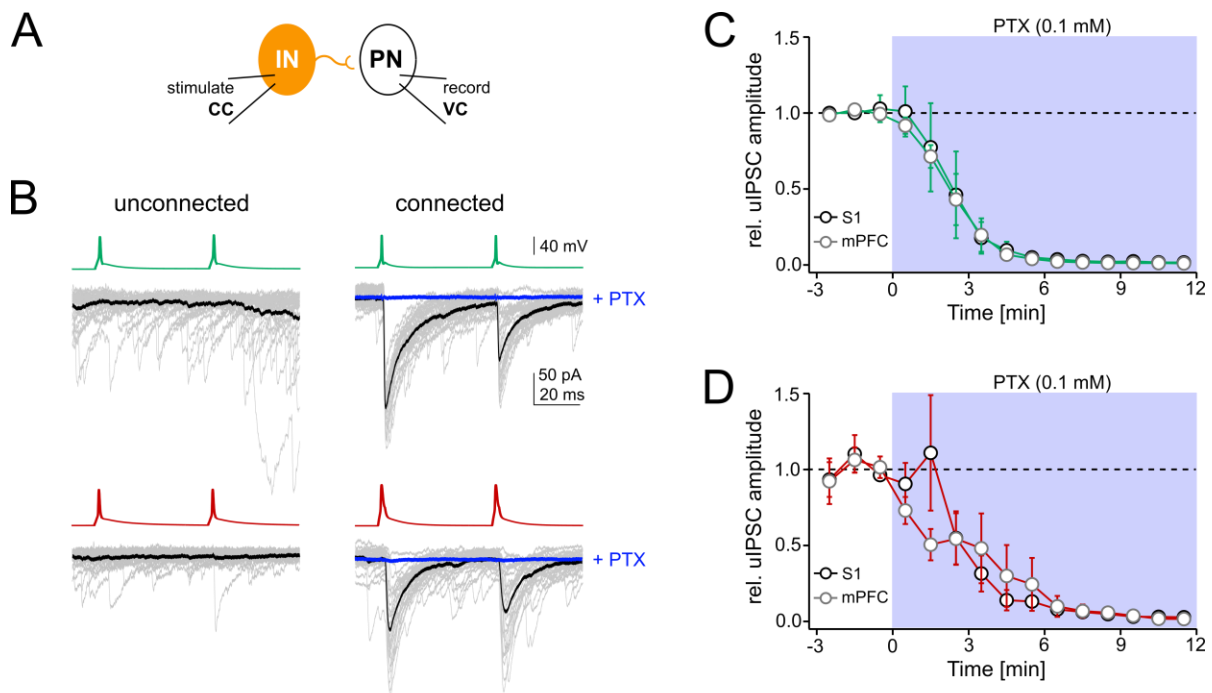 A
IN
PN
stimulate
CC
record
VC
B
unconnected
connected
40 mV
+ PTX
50 pA
20 ms
+ PTX
C
PTX (0.1 mM)
rel. uIPSC amplitude
1.5
1.0
0.5
0.0
S1
mPFC
-3
0
3
6
9
12
Time [min]
D
PTX (0.1 mM)
rel. uIPSC amplitude
1.5
1.0
0.5
0.0
S1
mPFC
-3
0
3
6
9
12
Time [min]